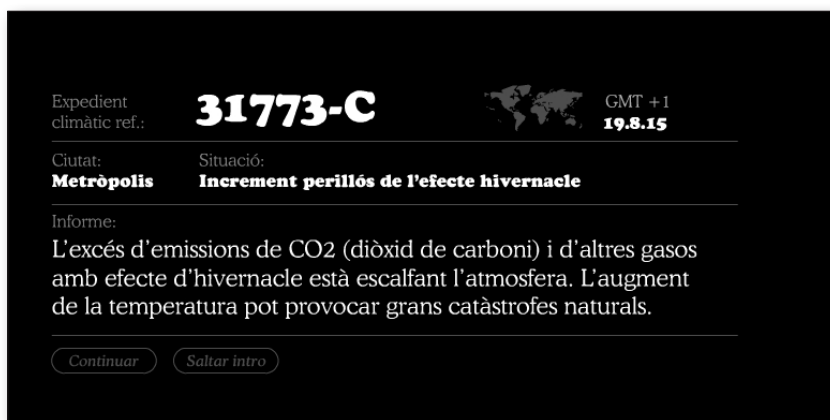 Expedient
climàtic ref.:
31773-C
GMT +1
19.8.15
Ciutat:
Metròpolis
Situació:
Increment perillós de l’efecte hivernacle
Informe:
L’excés d’emissions de CO2 (diòxid de carboni) i d’altres gasos
amb efecte d’hivernacle està escalfant l’atmosfera. L’augment
de la temperatura pot provocar grans catàstrofes naturals.
Continuar
Saltar intro